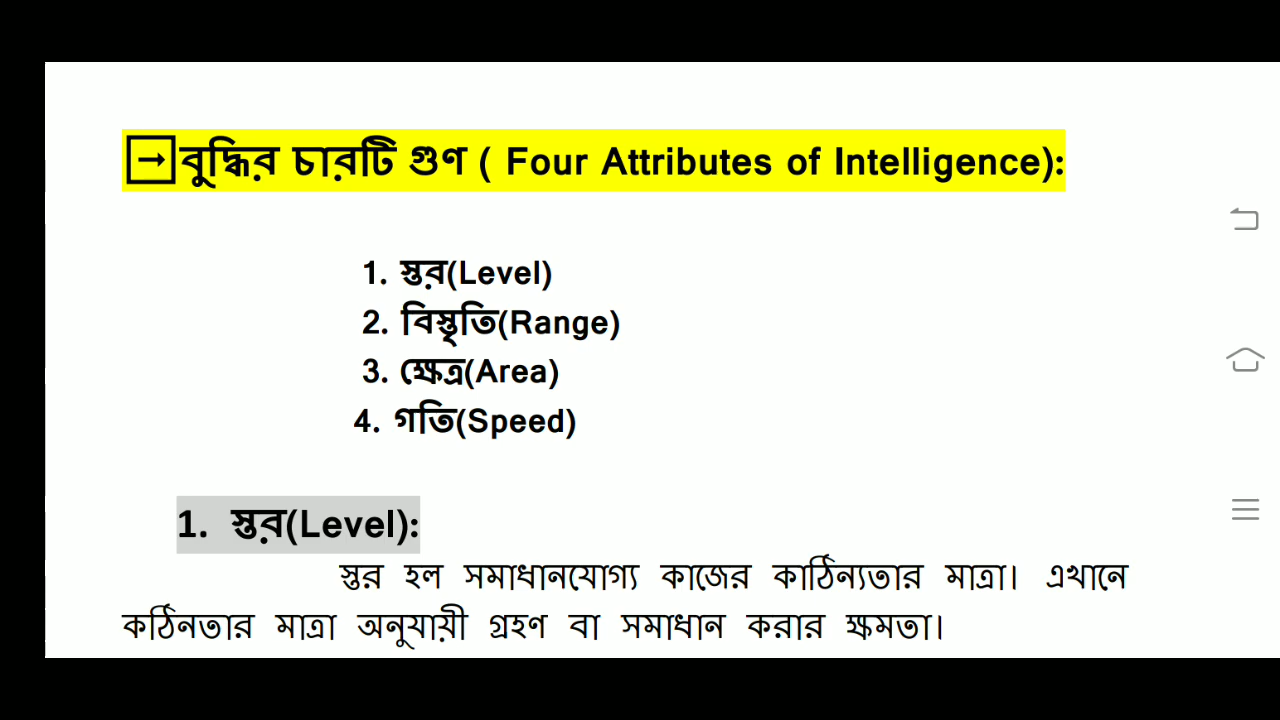 → বুদ্ধির চারটি গুণ ( Four Attributes of Intelligence):
1. স্তর(Level)
2. বিস্তৃতি(Range)
3. ক্ষেত্র(Area)
4. গতি(Speed)
1. স্তর(Level):
স্তর হল সমাধানযোগ্য কাজের কাঠিন্যতার মাত্রা। এখানে
কঠিনতার মাত্রা অনুযায়ী গ্রহণ বা সমাধান করার ক্ষমতা।